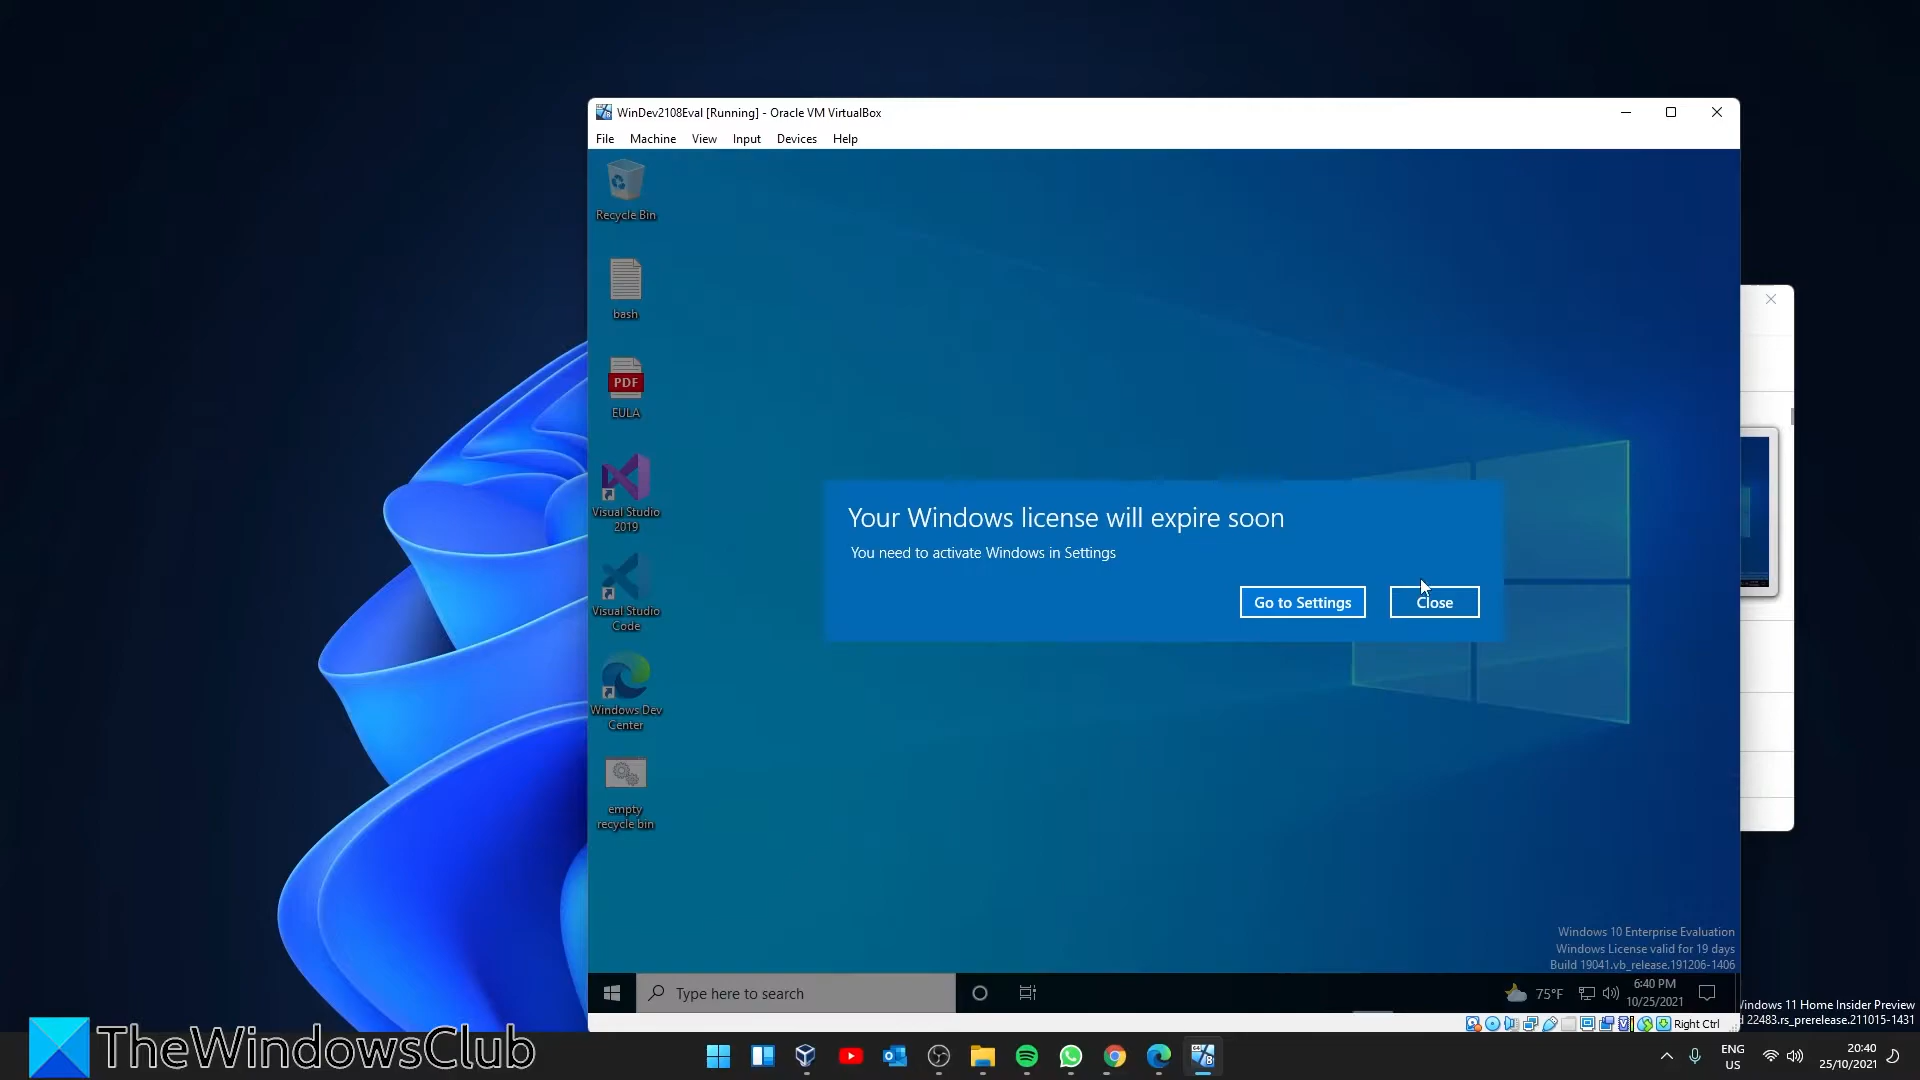 WinDev2108Eval [Running] - Oracle VM VirtualBox
File Machine View Input Devices Help
Recycle Bin
bash
PDF
EULA
Visual Studio
2019
Visual Studio
Code
Windows Dev
Center
empty
recycle bin
Your Windows license will expire soon
You need to activate Windows in Settings
Go to Settings
Close
Windows 10 Enterprise Evaluation
Windows License valid for 19 days
Build 19041.vb_release.191206-1406
Type here to search
75°F
6:40 PM
10/25/2021
Right Ctrl
Windows 11 Home Insider Preview
d 22483.rs_prerelease.211015-1431
TheWindowsClub
ENG
US
20:40
25/10/2021